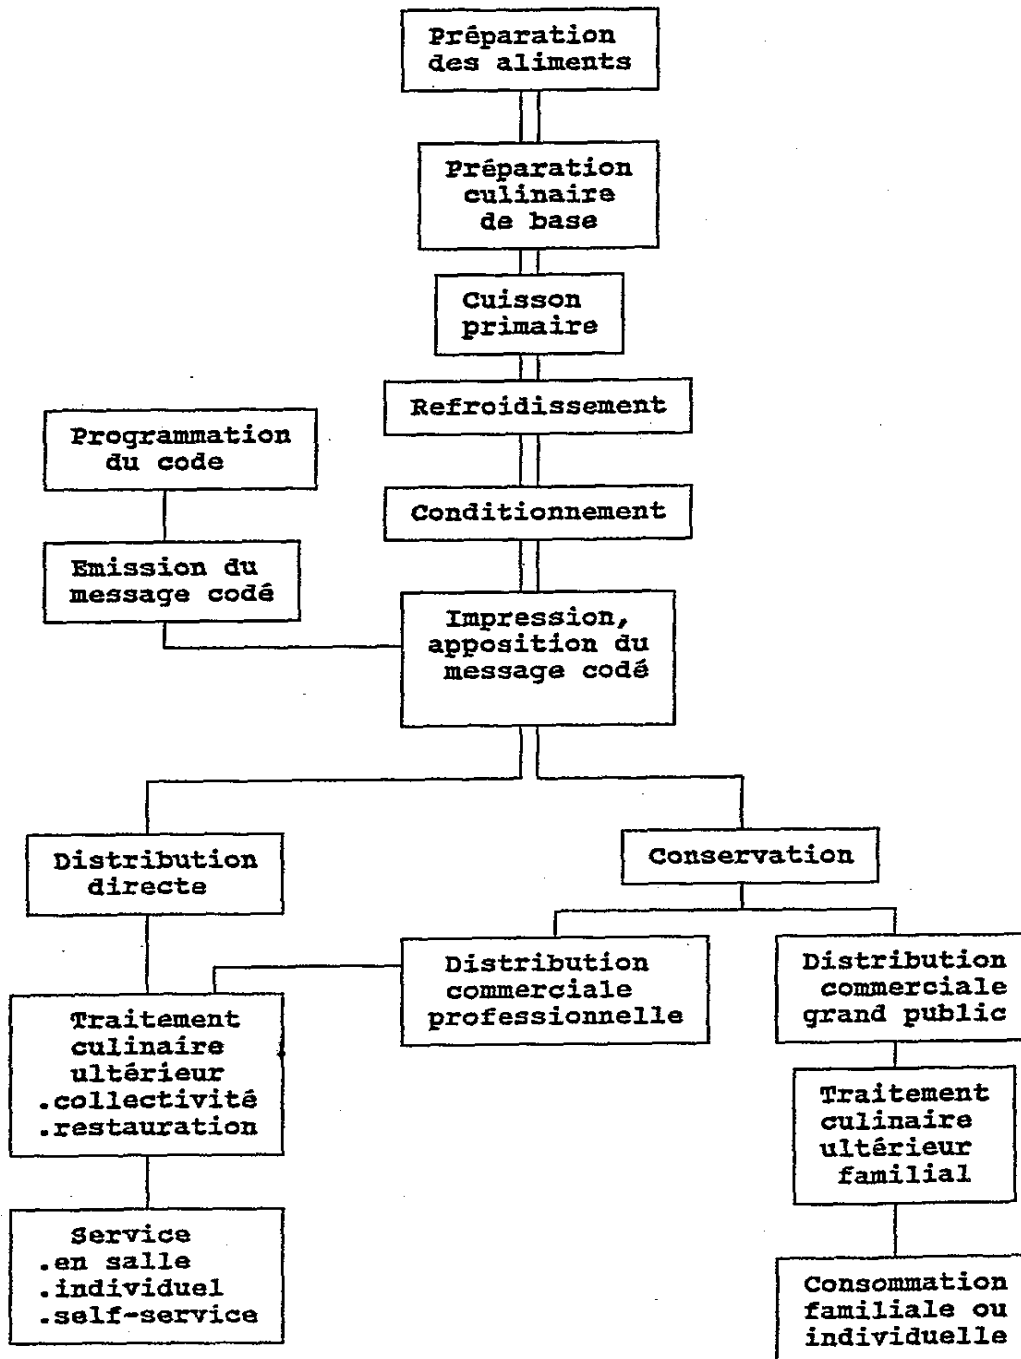 Préparation
des aliments
Préparation
culinaire
de base
Cuisson
primaire
Refroidissement
Programmation
du code
Conditionnement
Emission du
message codé
Impression,
apposition du
message codé
Distribution
directe
Conservation
Distribution
commerciale
professionnelle
Distribution
commerciale
grand public
Traitement
culinaire
ultérieur
.collectivité
.restauration
Traitement
culinaire
ultérieur
familial
Service
.en salle
.individuel
.self-service
Consommation
familiale ou
individuelle